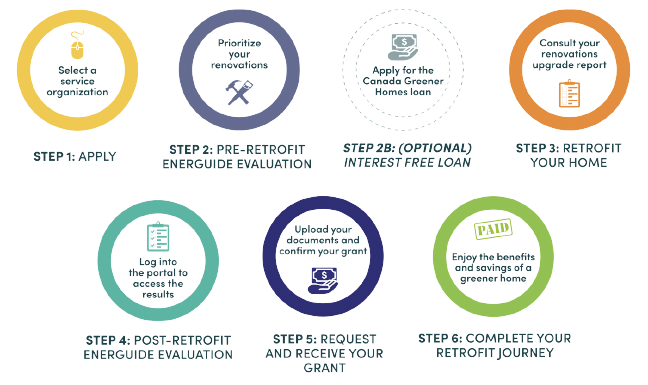 Select a
service
organization
STEP 1: APPLY
Prioritize
your
renovations
STEP 2: PRE-RETROFIT
ENERGUIDE EVALUATION
Apply for the
Canada Greener
Homes loan
STEP 2B: (OPTIONAL)
INTEREST FREE LOAN
Consult your
renovations
upgrade report
STEP 3: RETROFIT
YOUR HOME
Log into
the portal to
access the
results
STEP 4: POST-RETROFIT
ENERGUIDE EVALUATION
Upload your
documents and
confirm your grant
STEP 5: REQUEST
AND RECEIVE YOUR
GRANT
PAID
Enjoy the benefits
and savings of a
greener home
STEP 6: COMPLETE YOUR
RETROFIT JOURNEY